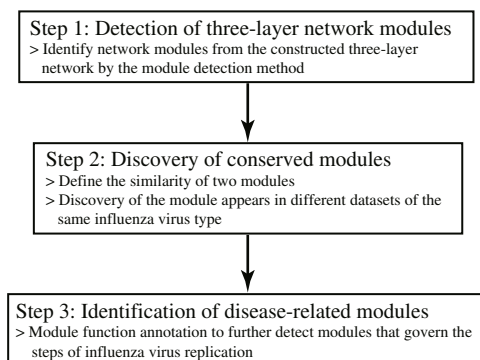 Step 1: Detection of three-layer network modules
> Identify network modules from the constructed three-layer
network by the module detection method
Step 2: Discovery of conserved modules
> Define the similarity of two modules
> Discovery of the module appears in different datasets of the
same influenza virus type
Step 3: Identification of disease-related modules
> Module function annotation to further detect modules that govern the
steps of influenza virus replication